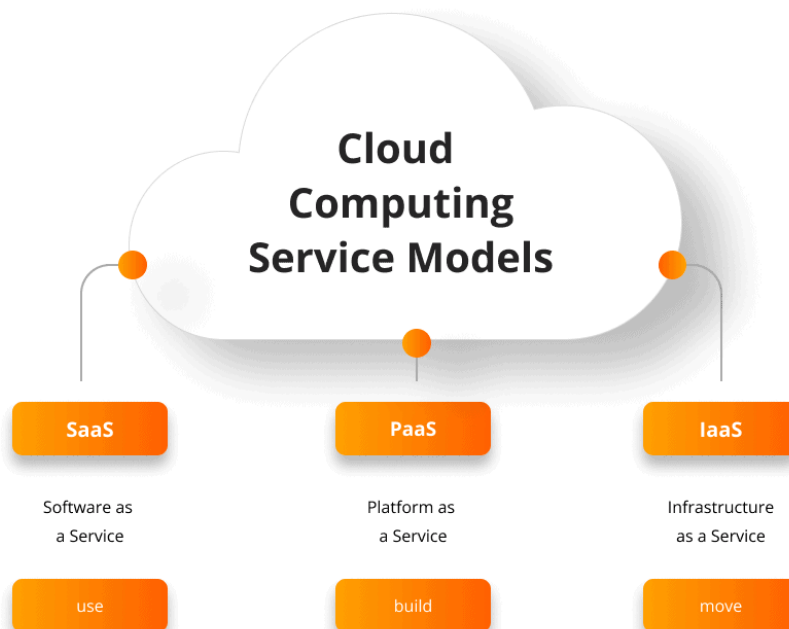 Cloud
Computing
Service Models
SaaS
PaaS
IaaS
Software as
a Service
Platform as
a Service
Infrastructure
as a Service
use
build
move